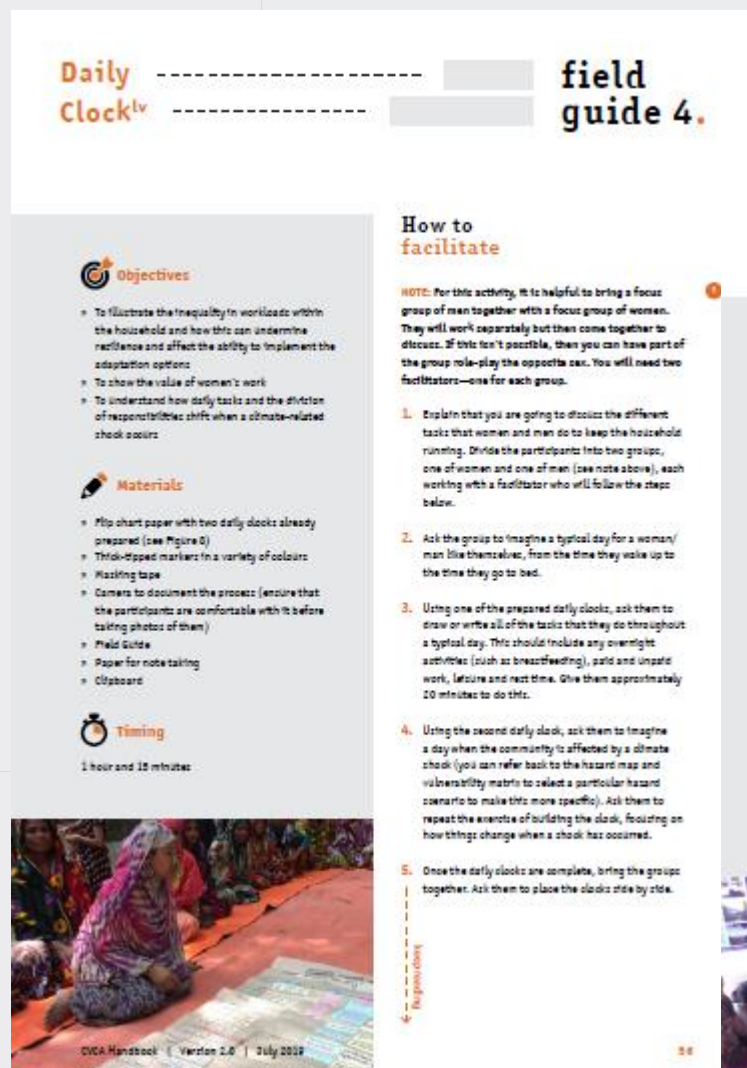 Daily
Clocklv
field
guide 4.
Objectives
» To illustrate the inequality in workloads within
the household and how this can undermine
resilience and affect the ability to implement the
adaptation options
» To show the value of women's work
» To understand how daily tasks and the division
of responsibilities shift when a climate-related
shock occurs
Materials
» Flip chart paper with two daily clocks already
prepared (see Figure 8)
» Thick-tipped markers in a variety of colours
» Masking tape
» Camera to document the process (ensure that
the participants are comfortable with it before
taking photos of them)
» Field Guide
» Paper for note taking
» Clipboard
Timing
1 hour and 15 minutes
How to
facilitate
NOTE: For this activity, it is helpful to bring a focus
group of men together with a focus group of women.
They will work separately but then come together to
discuss. If this isn't possible, then you can have part of
the group role-play the opposite sex. You will need two
facilitators—one for each group.
1. Explain that you are going to discuss the different
tasks that women and men do to keep the household
running. Divide the participants into two groups,
one of women and one of men (see note above), each
working with a facilitator who will follow the steps
below.
2. Ask the group to imagine a typical day for a woman/
man like themselves, from the time they wake up to
the time they go to bed.
3. Using one of the prepared daily clocks, ask them to
draw or write all of the tasks that they do throughout
a typical day. This should include any overnight
activities (such as breastfeeding), paid and unpaid
work, leisure and rest time. Give them approximately
20 minutes to do this.
4. Using the second daily clock, ask them to imagine
a day when the community is affected by a climate
shock (you can refer back to the hazard map and
vulnerability matrix to select a particular hazard
scenario to make this more specific). Ask them to
repeat the exercise of building the clock, focusing on
how things change when a shock has occurred.
5. Once the daily clocks are complete, bring the groups
together. Ask them to place the clocks side by side.
keep reading
CVCA Handbook | Version 2.0 | July 2019